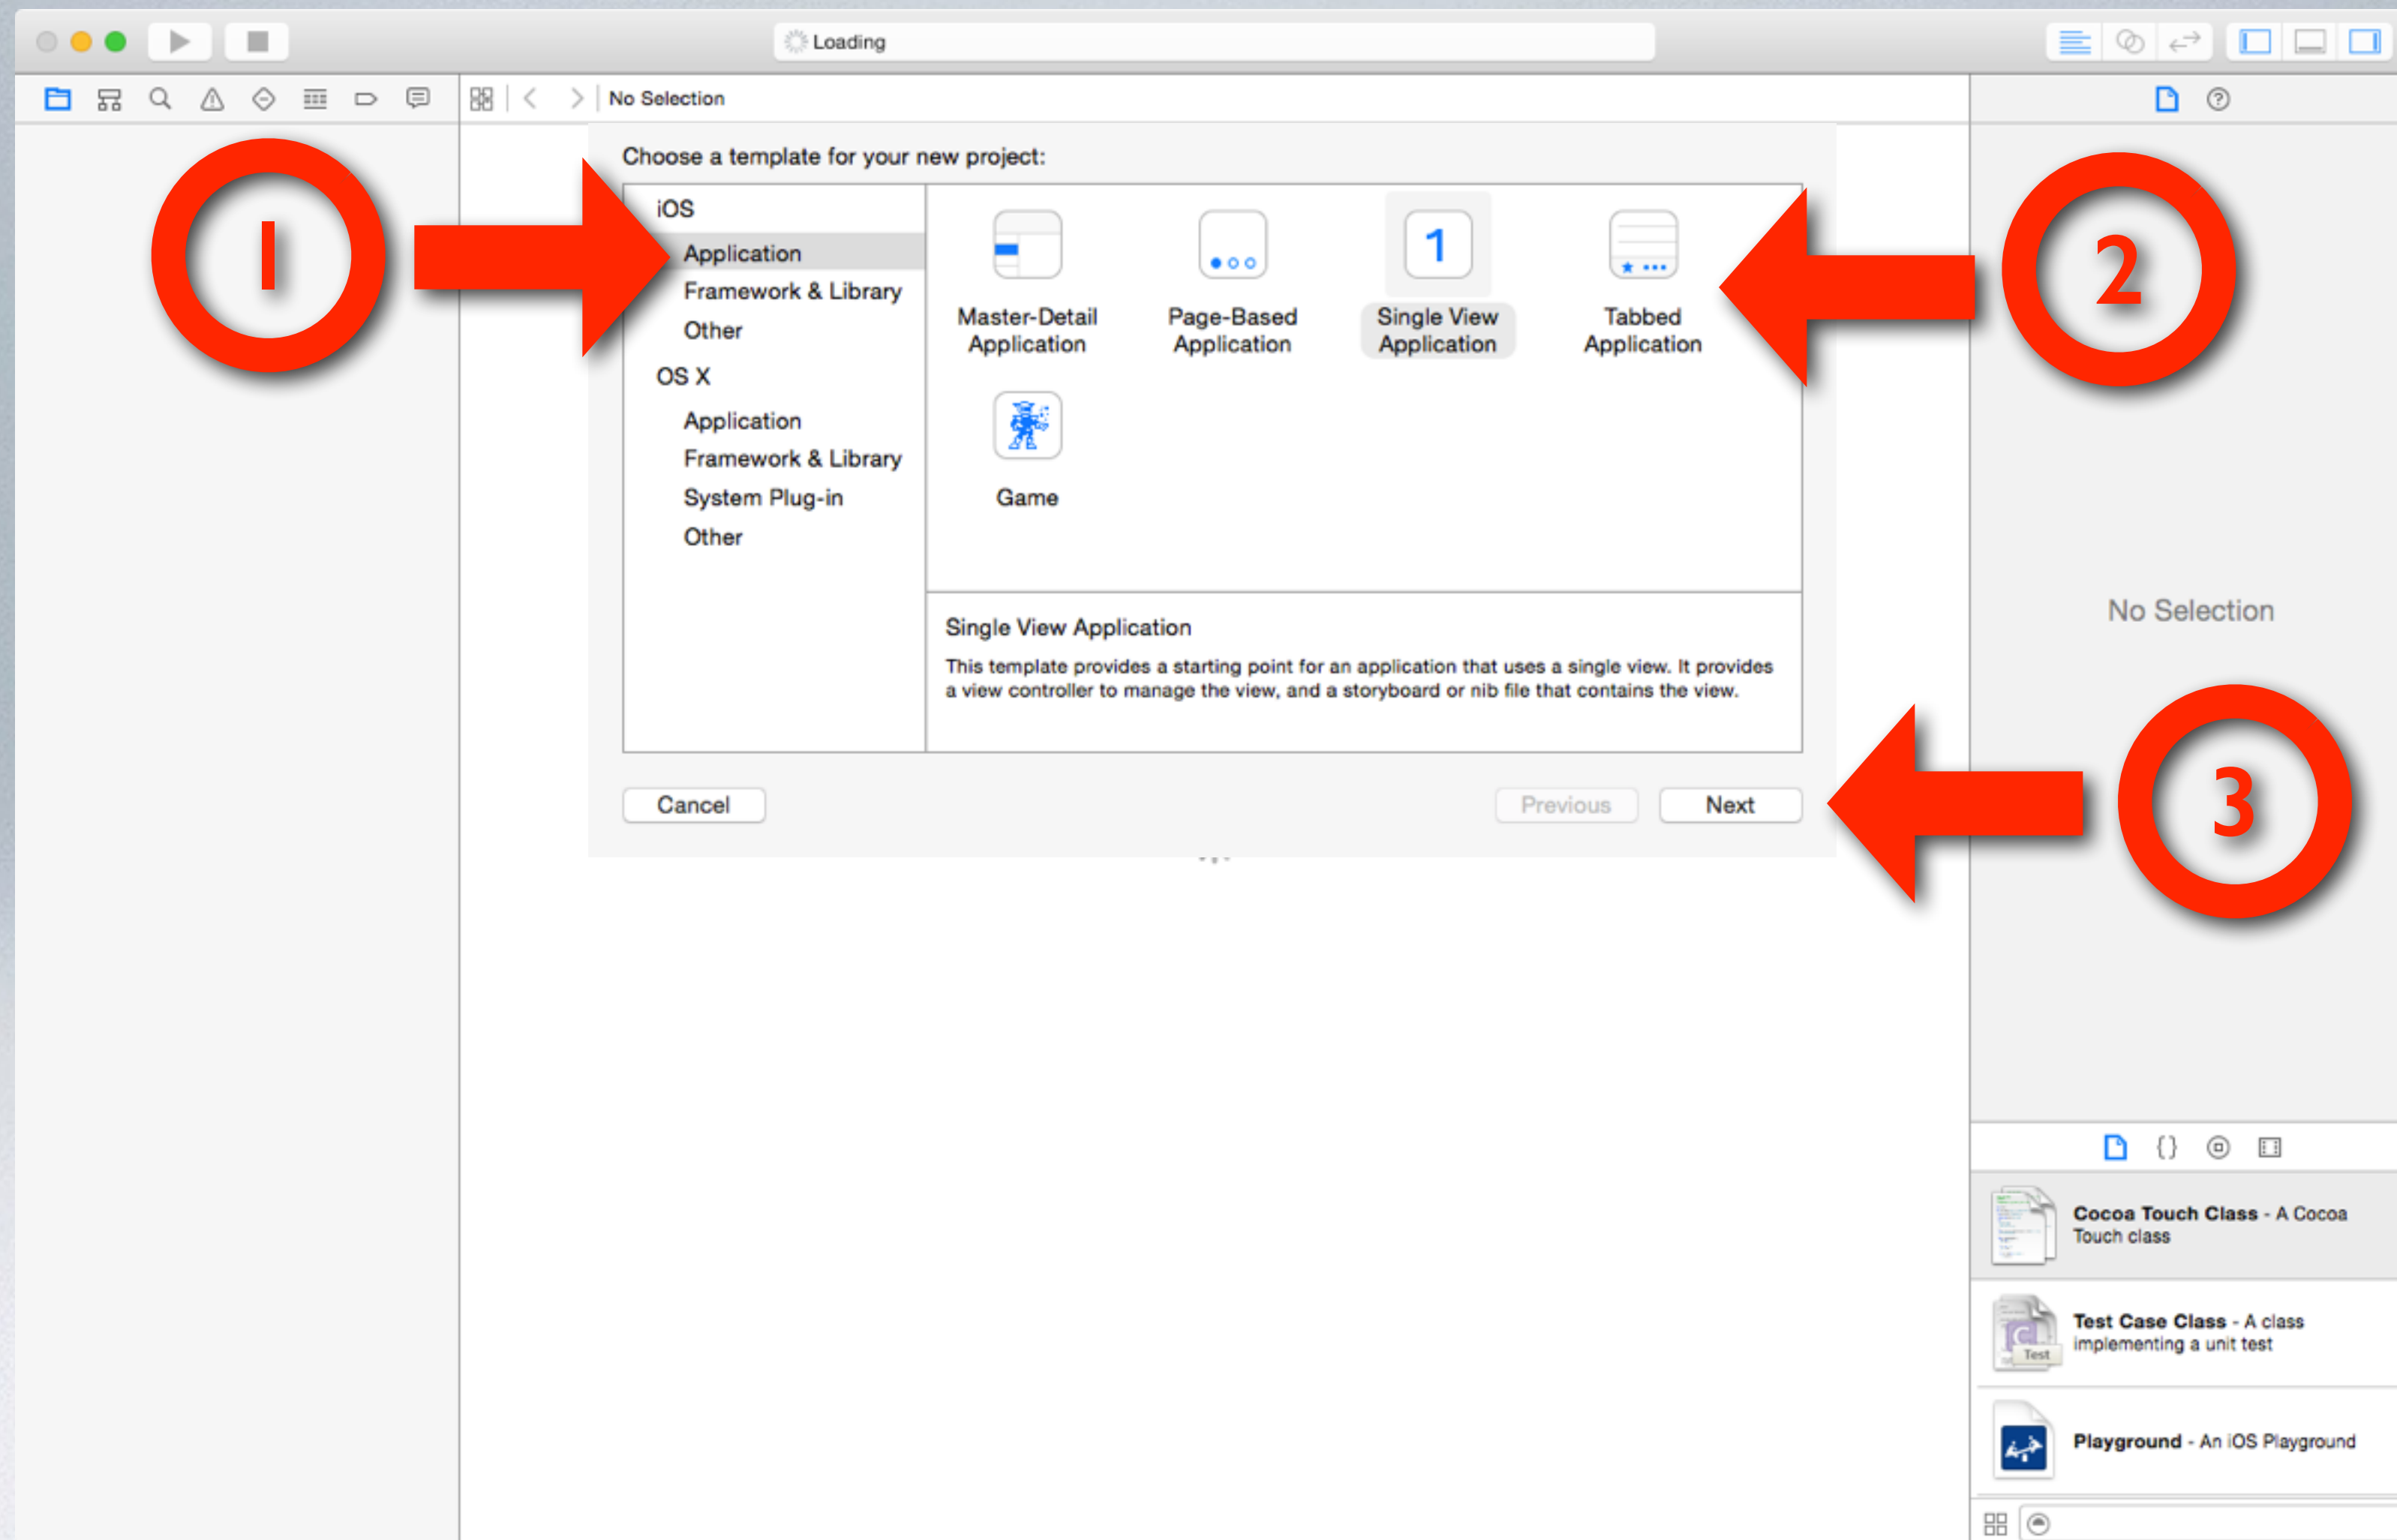 Loading
No Selection
Choose a template for your new project:
iOS
Application
Framework & Library
Other
OS X
Application
Framework & Library
System Plug-in
Other
1
Master-Detail
Application
Page-Based
Application
Single View
Application
Tabbed
Application
Game
Single View Application
This template provides a starting point for an application that uses a single view. It provides
a view controller to manage the view, and a storyboard or nib file that contains the view.
Cancel
Previous
Next
1
2
3
No Selection
{}
Cocoa Touch Class - A Cocoa
Touch class
C
Test
Test Case Class - A class
implementing a unit test
Playground - An iOS Playground